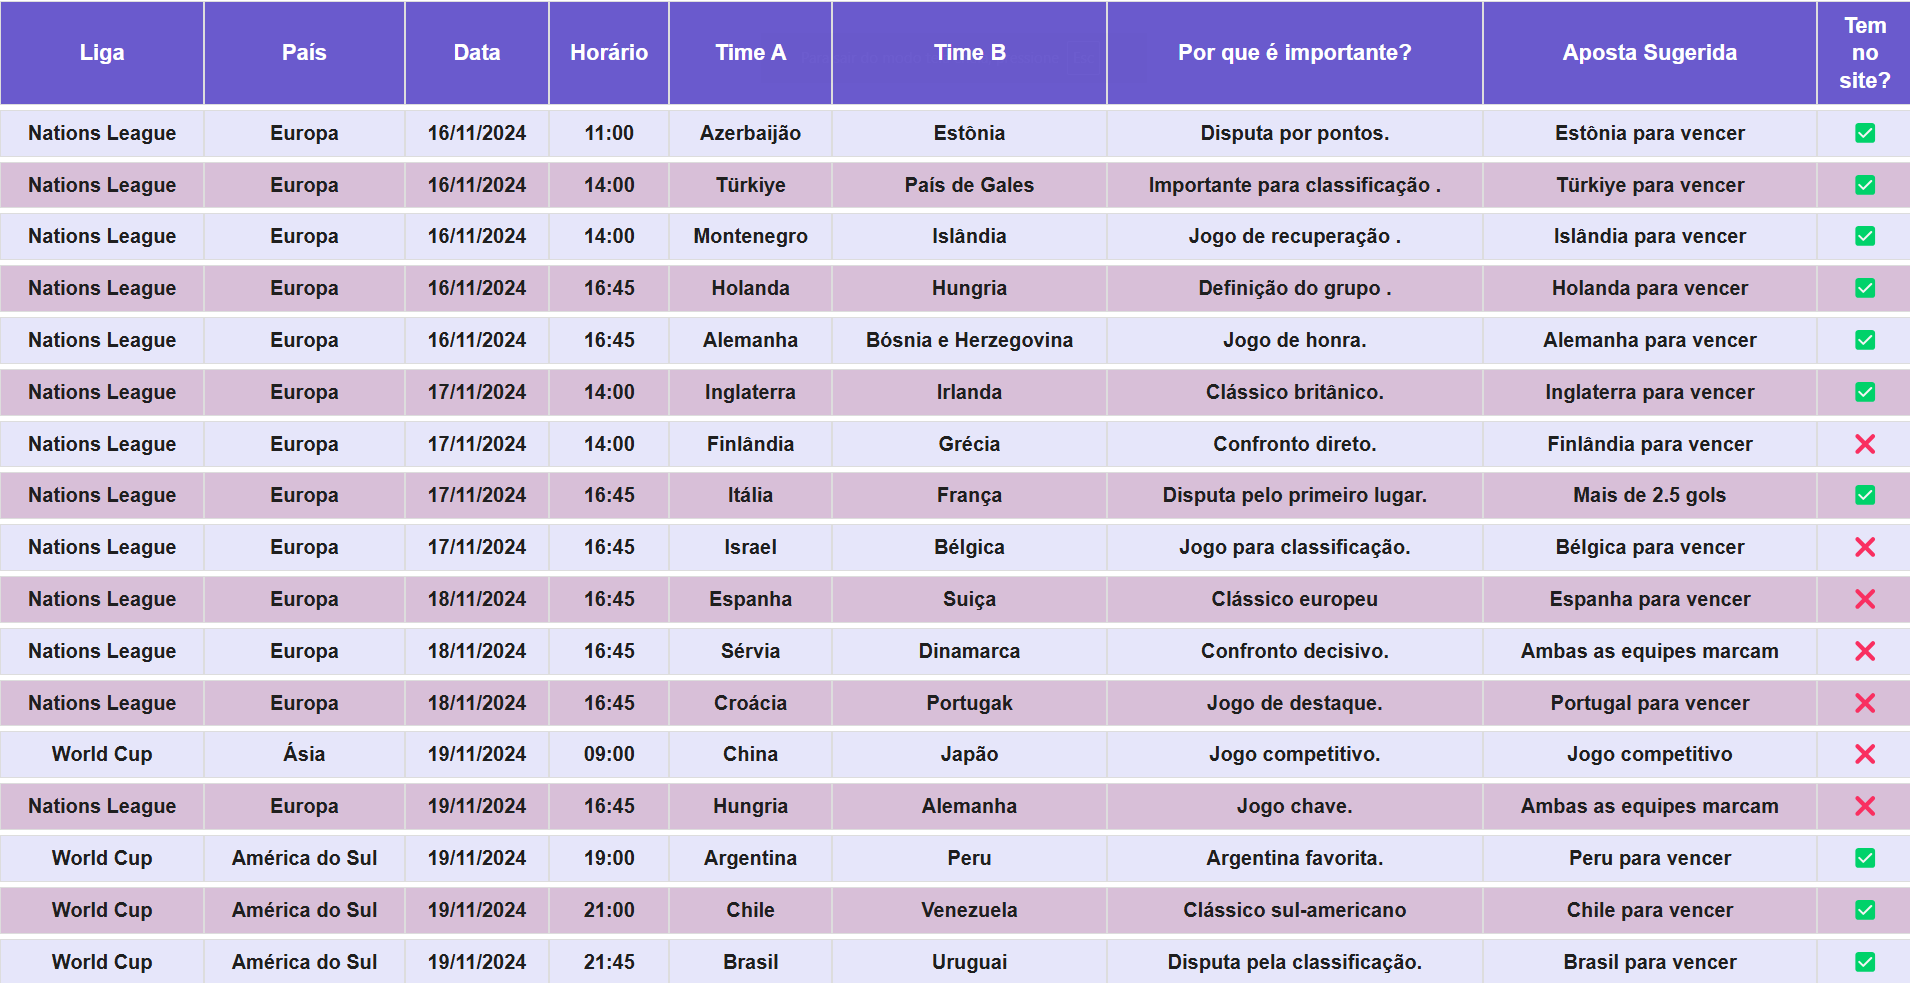 Liga País Data Horário Time A Time B Por que é importante? Aposta Sugerida Tem no site?
Nations League Europa 16/11/2024 11:00 Azerbaijão Estônia Disputa por pontos. Estônia para vencer ✅
Nations League Europa 16/11/2024 14:00 Türkiye País de Gales Importante para classificação . Türkiye para vencer ✅
Nations League Europa 16/11/2024 14:00 Montenegro Islândia Jogo de recuperação . Islândia para vencer ✅
Nations League Europa 16/11/2024 16:45 Holanda Hungria Definição do grupo . Holanda para vencer ✅
Nations League Europa 16/11/2024 16:45 Alemanha Bósnia e Herzegovina Jogo de honra. Alemanha para vencer ✅
Nations League Europa 17/11/2024 14:00 Inglaterra Irlanda Clássico britânico. Inglaterra para vencer ✅
Nations League Europa 17/11/2024 14:00 Finlândia Grécia Confronto direto. Finlândia para vencer ❌
Nations League Europa 17/11/2024 16:45 Itália França Disputa pelo primeiro lugar. Mais de 2.5 gols ✅
Nations League Europa 17/11/2024 16:45 Israel Bélgica Jogo para classificação. Bélgica para vencer ❌
Nations League Europa 18/11/2024 16:45 Espanha Suiça Clássico europeu Espanha para vencer ❌
Nations League Europa 18/11/2024 16:45 Sérvia Dinamarca Confronto decisivo. Ambas as equipes marcam ❌
Nations League Europa 18/11/2024 16:45 Croácia Portugak Jogo de destaque. Portugal para vencer ❌
World Cup Ásia 19/11/2024 09:00 China Japão Jogo competitivo. Jogo competitivo ❌
Nations League Europa 19/11/2024 16:45 Hungria Alemanha Jogo chave. Ambas as equipes marcam ❌
World Cup América do Sul 19/11/2024 19:00 Argentina Peru Argentina favorita. Peru para vencer ✅
World Cup América do Sul 19/11/2024 21:00 Chile Venezuela Clássico sul-americano Chile para vencer ✅
World Cup América do Sul 19/11/2024 21:45 Brasil Uruguai Disputa pela classificação. Brasil para vencer ✅